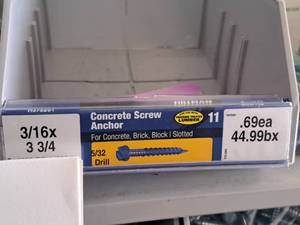 3/16x
3 3/4
Concrete Screw
Anchor
For Concrete, Brick, Block | Slotted
5/32
Drill
LUMBER
11
.69ea
44.99bx